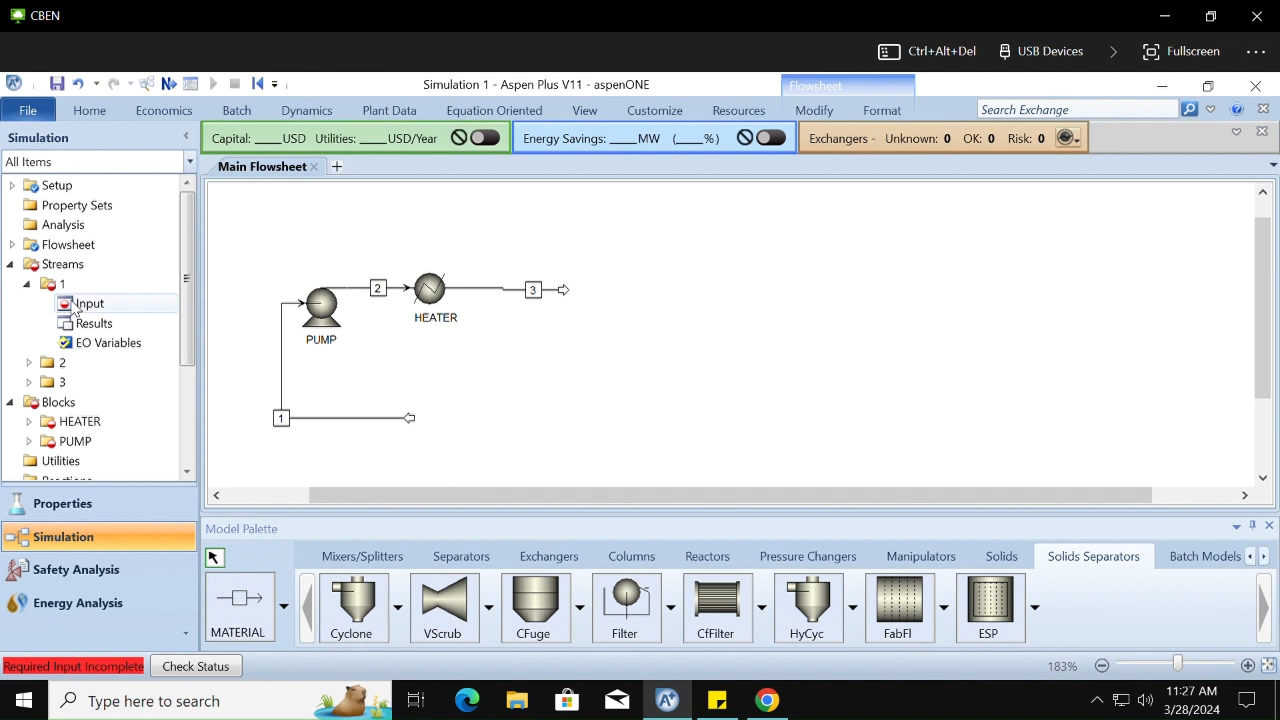 CBEN
Ctrl+Alt+Del USB Devices Fullscreen
Simulation 1 - Aspen Plus V11 - aspenONE Flowsheet
File Home Economics Batch Dynamics Plant Data Equation Oriented View Customize Resources Modify Format Search Exchange
Simulation
Capital: ____USD Utilities: ____USD/Year Energy Savings: ____MW (____%) Exchangers - Unknown: 0 OK: 0 Risk: 0
All Items
Main Flowsheet
Setup
Property Sets
Analysis
Flowsheet
Streams
1
Input
Results
EO Variables
2
3
Blocks
HEATER
PUMP
Utilities
Reactions
2
3
HEATER
PUMP
1
Properties
Simulation
Safety Analysis
Energy Analysis
Model Palette
Mixers/Splitters Separators Exchangers Columns Reactors Pressure Changers Manipulators Solids Solids Separators Batch Models
MATERIAL Cyclone VScrub CFuge Filter CfFilter HyCyc FabFl ESP
Required Input Incomplete Check Status 183%
Type here to search
11:27 AM
3/28/2024